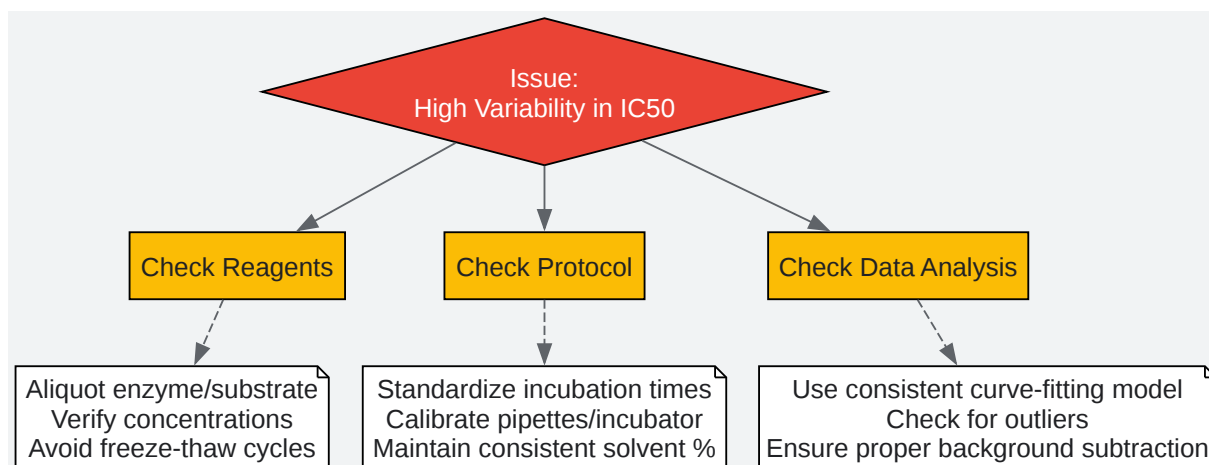 Issue:
High Variability in IC50
Check Reagents
Check Protocol
Check Data Analysis
Aliquot enzyme/substrate
Verify concentrations
Avoid freeze-thaw cycles
Standardize incubation times
Calibrate pipettes/incubator
Maintain consistent solvent %
Use consistent curve-fitting model
Check for outliers
Ensure proper background subtraction